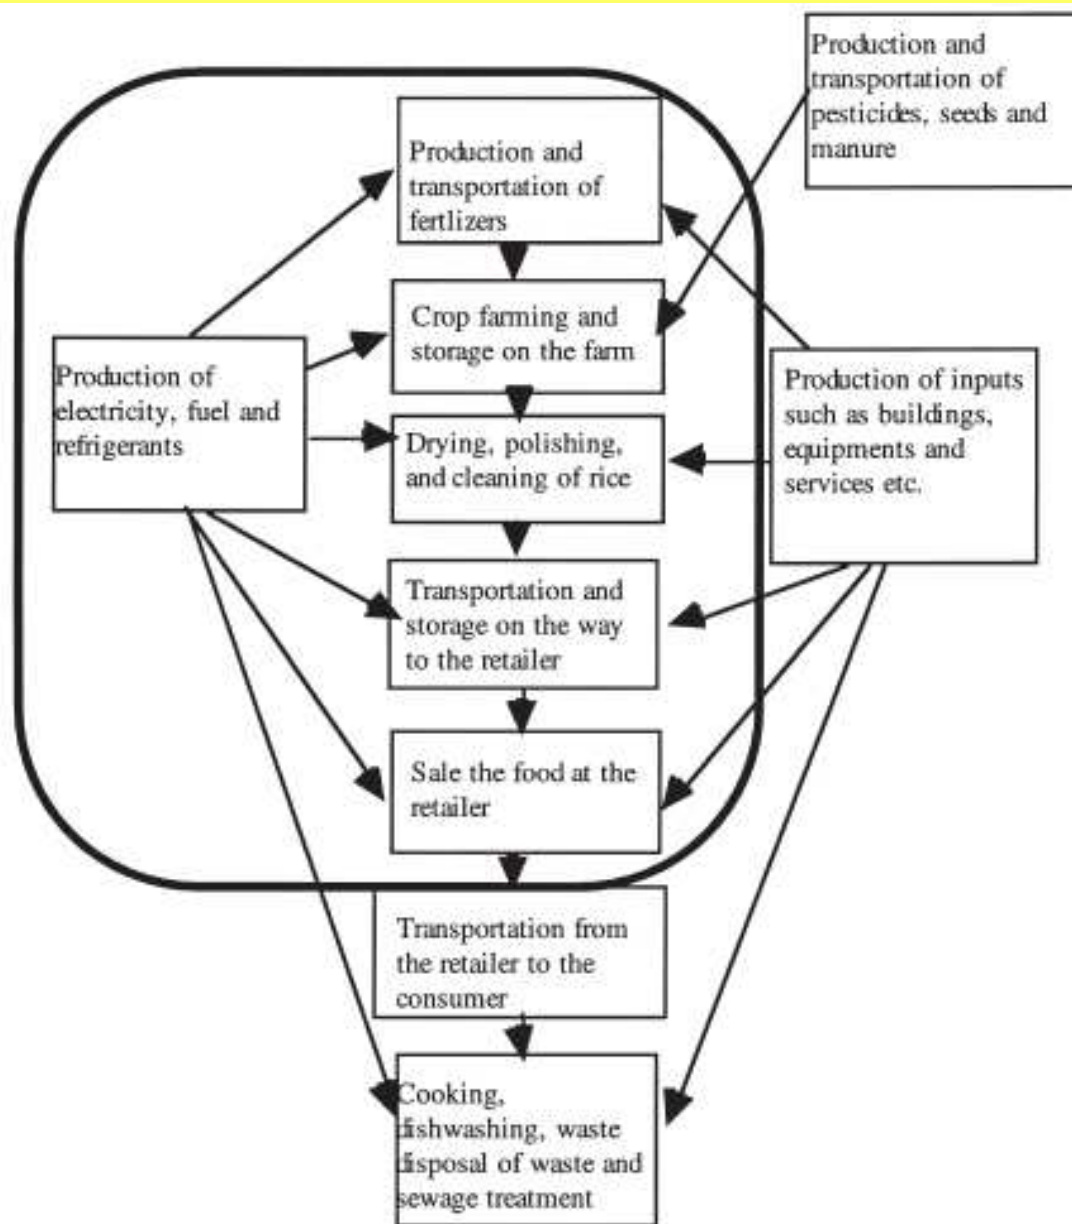 Production and
transportation of
pesticides, seeds and
manure
Production and
transportation of
fertlizers
Crop farming and
storage on the farm
Production of
electricity, fuel and
refrigerants
Production of inputs
such as buildings,
equipments and
services etc.
Drying, polishing,
and cleaning of rice
Transportation and
storage on the way
to the retailer
Sale the food at the
retailer
Transportation from
the retailer to the
consumer
Cooking,
dishwashing, waste
disposal of waste and
sewage treatment